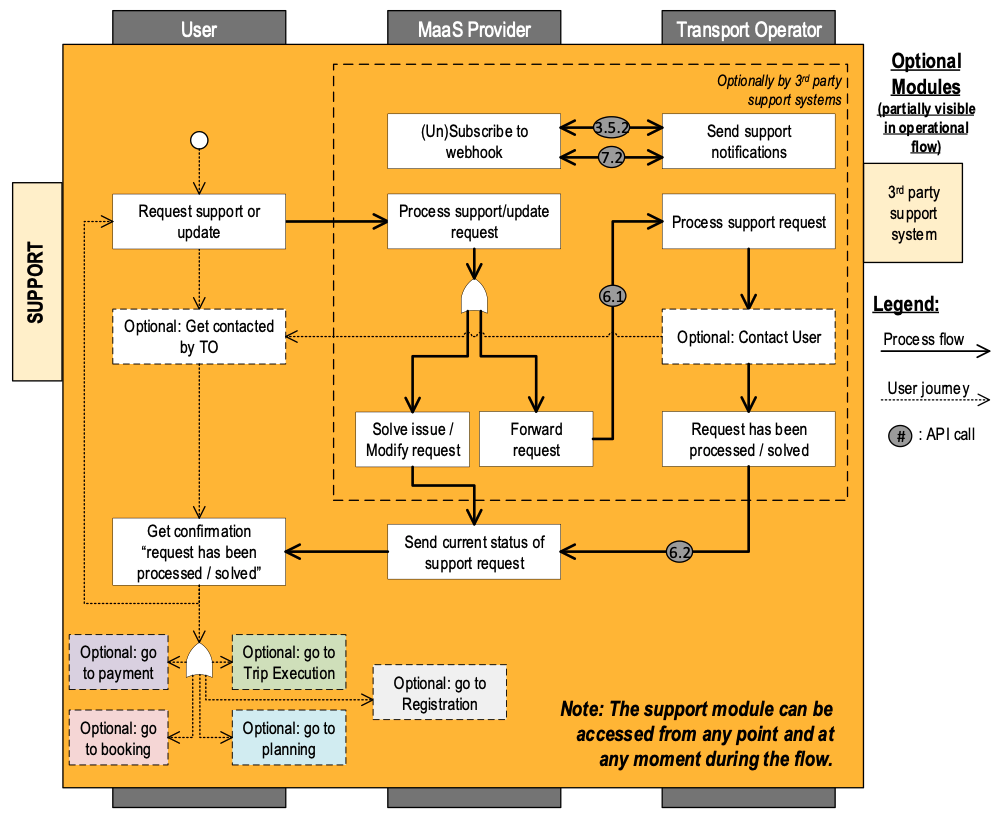 User
MaaS Provider
Transport Operator
Optional
Modules
(partially visible
in operational
flow)
Optionally by 3rd party
support systems
(Un)Subscribe to
webhook
3.5.2
7.2
Send support
notifications
3rd party
support
system
SUPPORT
Request support or
update
Process support/update
request
Process support request
6.1
Legend:
Process flow
User journey
# : API call
Optional: Get contacted
by TO
Optional: Contact User
Solve issue /
Modify request
Forward
request
Request has been
processed / solved
Get confirmation
“request has been
processed / solved”
Send current status of
support request
6.2
Optional: go
to payment
Optional: go to
Trip Execution
Optional: go to
Registration
Optional: go
to booking
Optional: go to
planning
Note: The support module can be
accessed from any point and at
any moment during the flow.